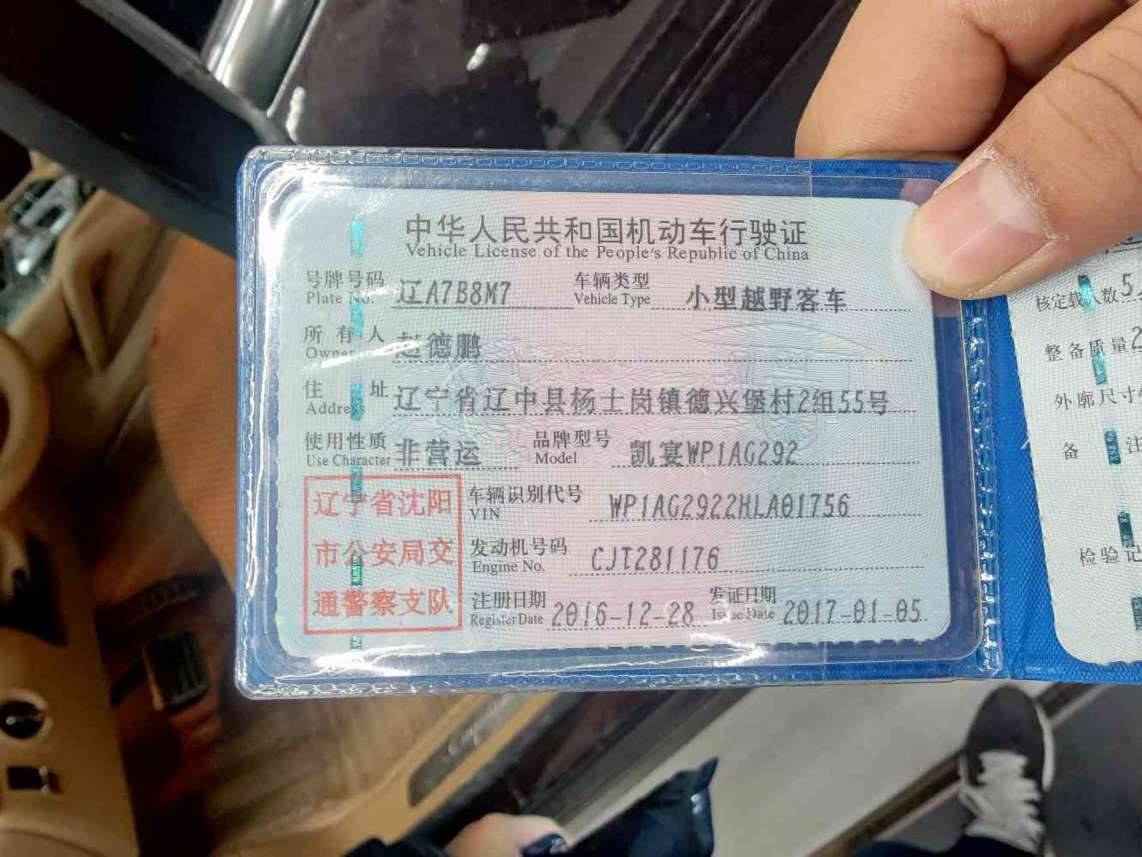 中华人民共和国机动车行驶证
Vehicle License of the People's Republic of China
号牌号码 辽A7B8M7 车辆类型 小型越野客车
Plate No. Vehicle Type
所有人 赵德鹏
Owner
住址 辽宁省辽中县杨士岗镇德兴堡村2组55号
Address
使用性质 非营运 品牌型号 凯宴WP1AG292
Use Character Model
车辆识别代号 WP1AG2922HLA01756
VIN
发动机号码 CJT281176
Engine No.
注册日期 2016-12-28 发证日期 2017-01-05
Register Date Issue Date
辽宁省沈阳
市公安局交
通警察支队
核定载人数 5
整备质量 2
外廓尺寸
备 注
检验记